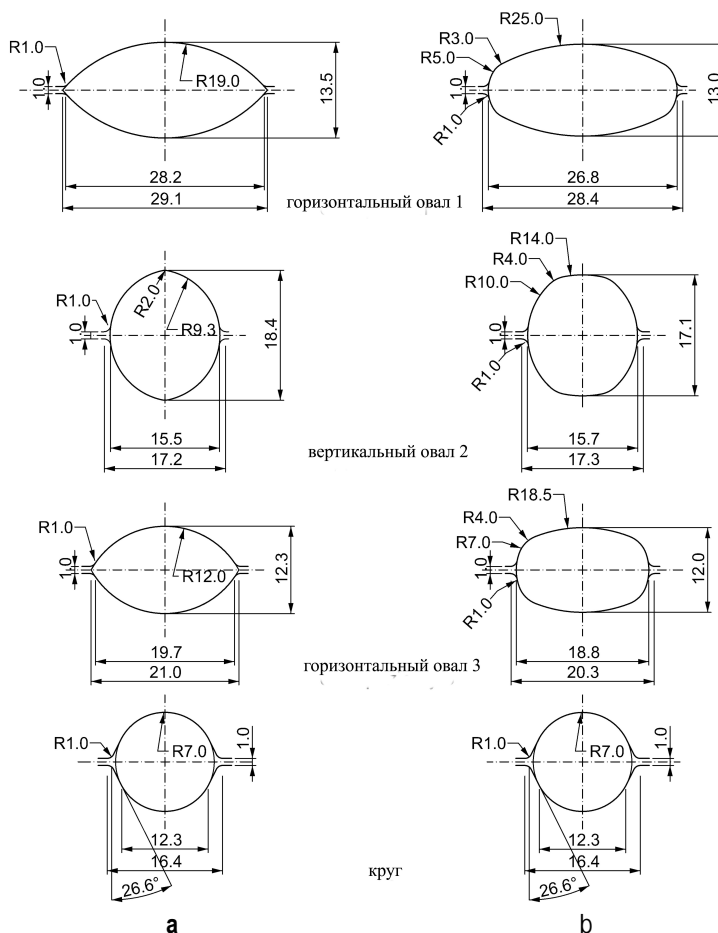 R1.0
1.0
R19.0
13.5
28.2
29.1
R25.0
R3.0
R5.0
1.0
R1.0
13.0
26.8
28.4
горизонтальный овал 1
R1.0
1.0
R2.0
R9.3
18.4
15.5
17.2
R14.0
R4.0
R10.0
1.0
R1.0
17.1
15.7
17.3
вертикальный овал 2
R1.0
1.0
R12.0
12.3
19.7
21.0
R18.5
R4.0
R7.0
1.0
R1.0
12.0
18.8
20.3
горизонтальный овал 3
R1.0
R7.0
1.0
12.3
16.4
26.6°
R1.0
R7.0
1.0
12.3
16.4
26.6°
круг
a
b